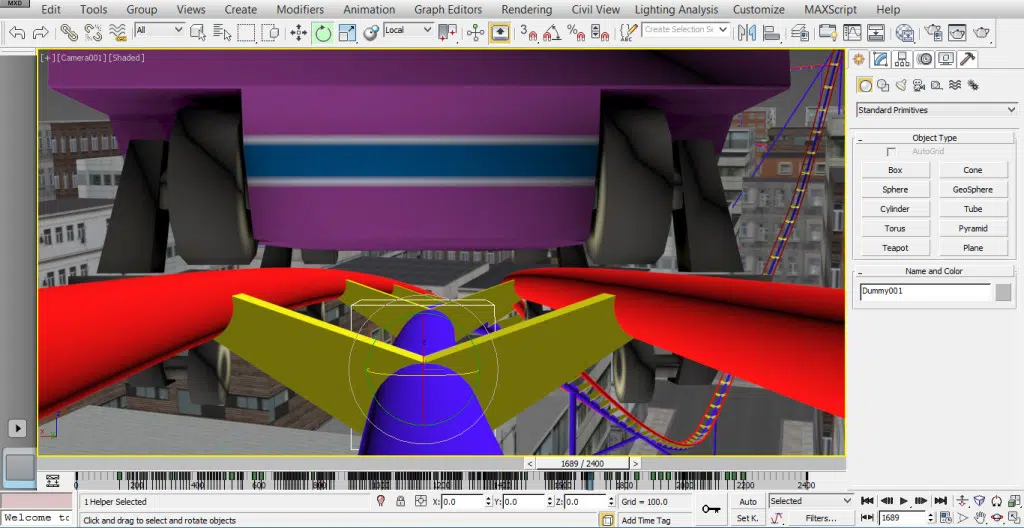 MXD
Edit Tools Group Views Create Modifiers Animation Graph Editors Rendering Civil View Lighting Analysis Customize MAXScript Help
All Local 3 % Create Selection Se
[+][Camera001][Shaded]
Standard Primitives
Object Type
AutoGrid
Box Cone
Sphere GeoSphere
Cylinder Tube
Torus Pyramid
Teapot Plane
Name and Color
Dummy001
< 1689 / 2400 >
200 400 600 800 1000 1200 1400 1600 2000 2200 2400
1 Helper Selected X: 0.0 Y: 0.0 Z: 0.0 Grid = 100.0 Auto Selected
Welcome to Click and drag to select and rotate objects Add Time Tag Set K. Filters... 1689